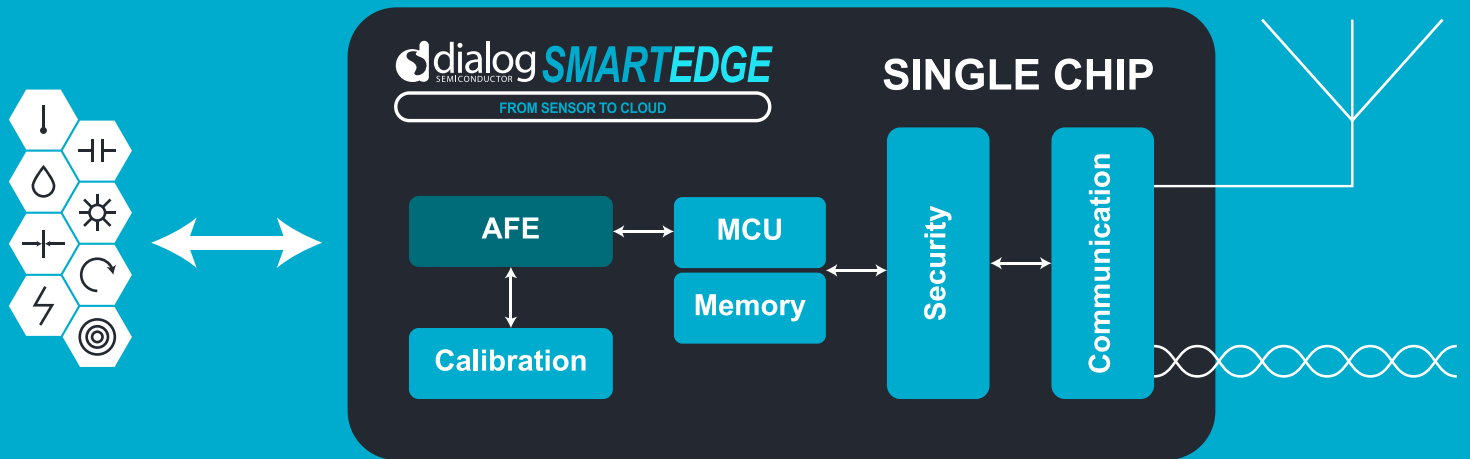 dialog SMARTEDGE
SEMICONDUCTOR
FROM SENSOR TO CLOUD
SINGLE CHIP
AFE
MCU
Memory
Calibration
Security
Communication